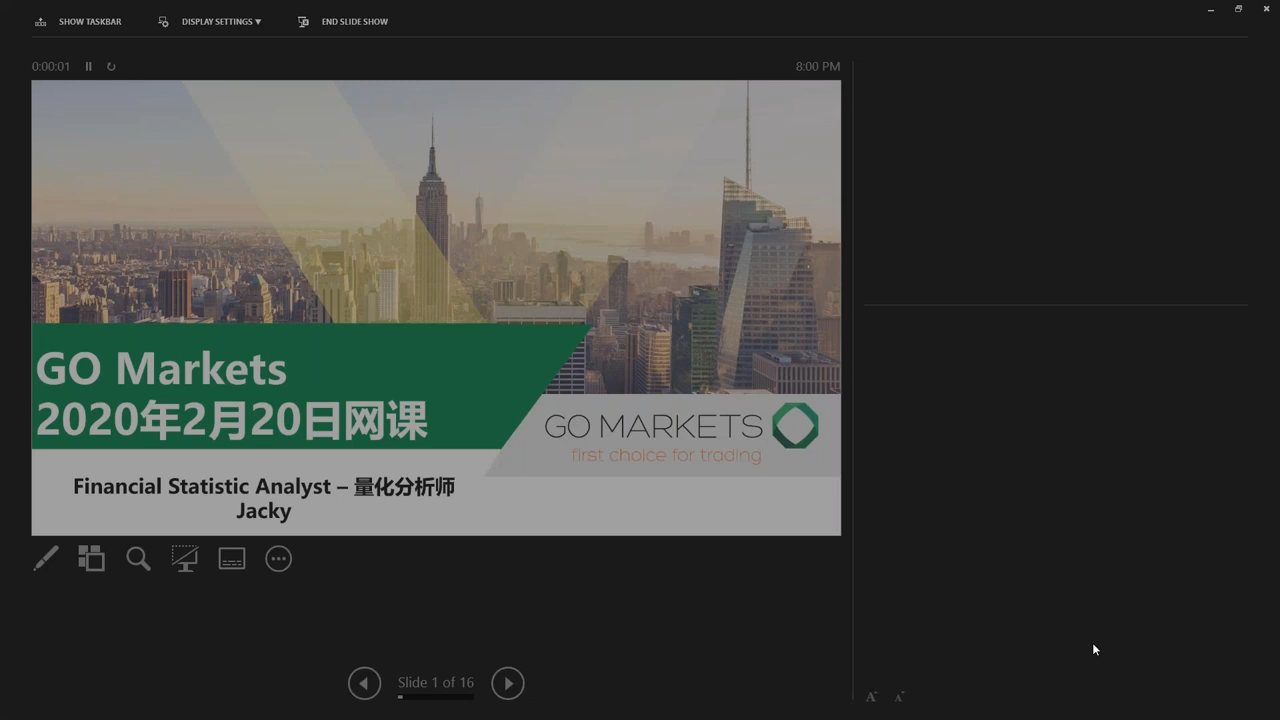 SHOW TASKBAR
DISPLAY SETTINGS ▼
END SLIDE SHOW
0:00:01
8:00 PM
GO Markets
2020年2月20日网课
GO MARKETS
first choice for trading
Financial Statistic Analyst – 量化分析师
Jacky
Slide 1 of 16
A
A